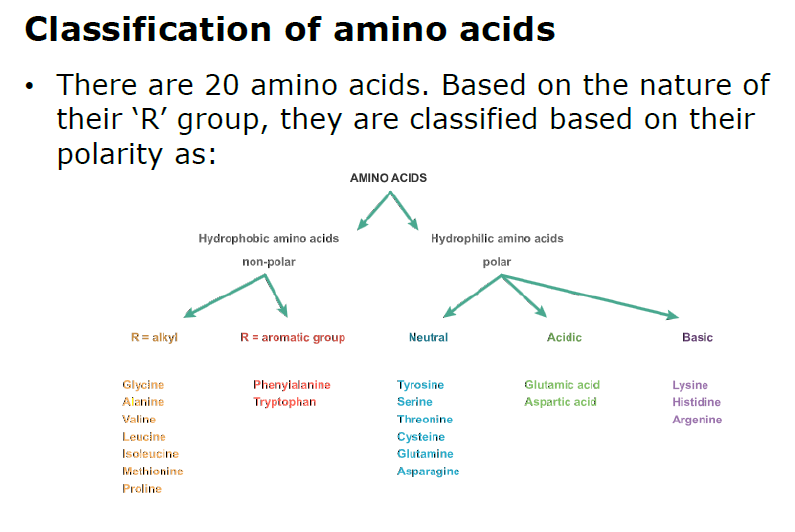 Classification of amino acids
• There are 20 amino acids. Based on the nature of
their ‘R’ group, they are classified based on their
polarity as:
AMINO ACIDS
Hydrophobic amino acids
non-polar
Hydrophilic amino acids
polar
R = alkyl
R = aromatic group
Neutral
Acidic
Basic
Glycine
Alanine
Valine
Leucine
Isoleucine
Methionine
Proline
Phenylalanine
Tryptophan
Tyrosine
Serine
Threonine
Cysteine
Glutamine
Asparagine
Glutamic acid
Aspartic acid
Lysine
Histidine
Argenine